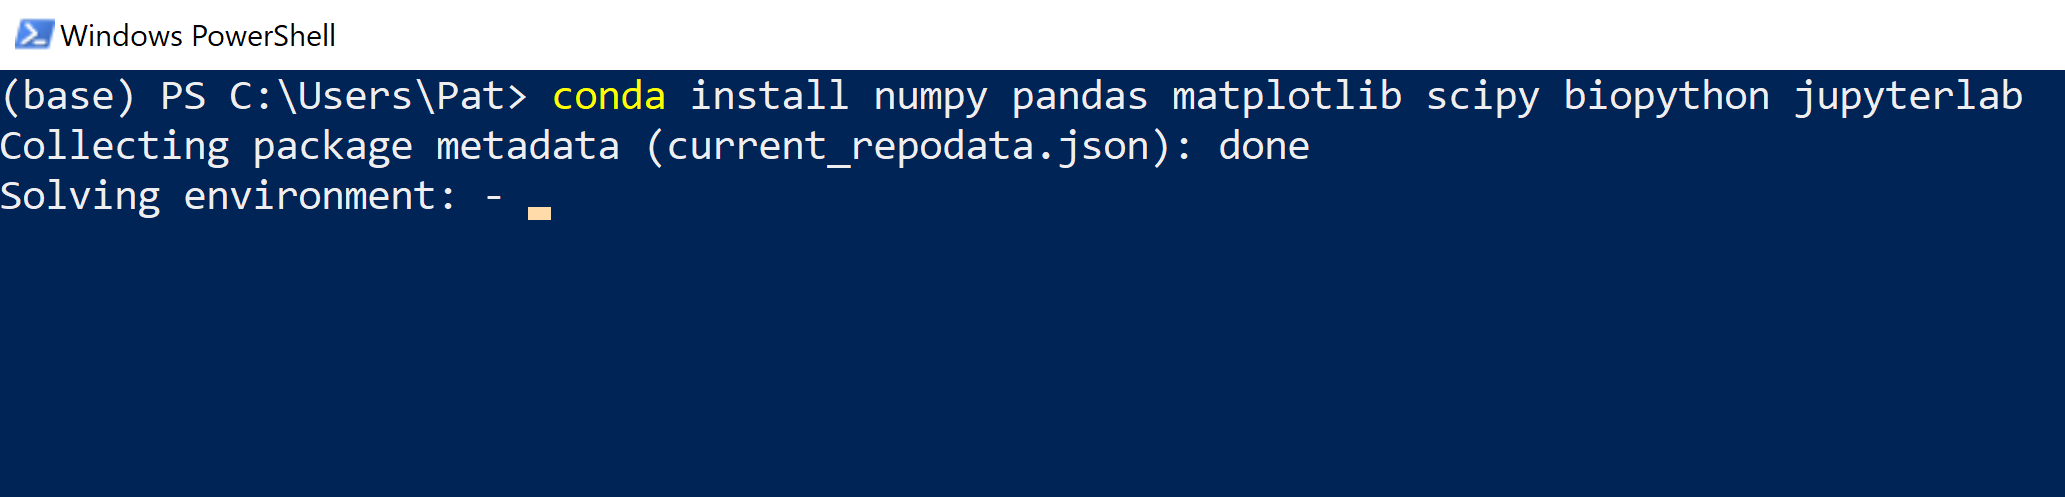 Windows PowerShell
(base) PS C:\Users\Pat> conda install numpy pandas matplotlib scipy biopython jupyterlab
Collecting package metadata (current_repodata.json): done
Solving environment: -